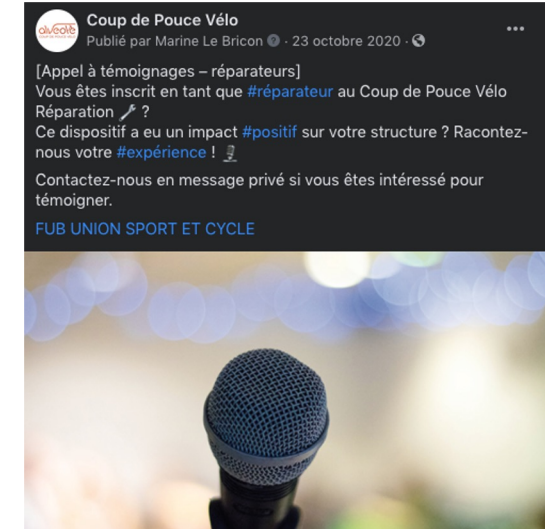 Coup de Pouce Vélo
Publié par Marine Le Bricon · 23 octobre 2020 ·
[Appel à témoignages – réparateurs]
Vous êtes inscrit en tant que #réparateur au Coup de Pouce Vélo
Réparation 🔧 ?
Ce dispositif a eu un impact #positif sur votre structure ? Racontez-
nous votre #expérience ! 🎙
Contactez-nous en message privé si vous êtes intéressé pour
témoigner.
FUB UNION SPORT ET CYCLE